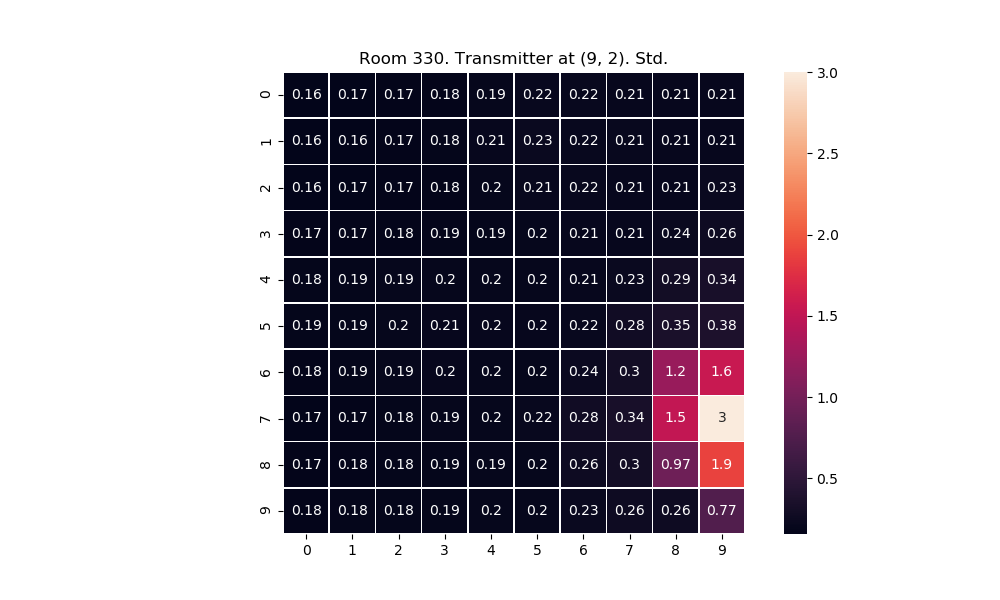 Room 330. Transmitter at (9, 2). Std.
0 0.16 0.17 0.17 0.18 0.19 0.22 0.22 0.21 0.21 0.21
1 0.16 0.16 0.17 0.18 0.21 0.23 0.22 0.21 0.21 0.21
2 0.16 0.17 0.17 0.18 0.2 0.21 0.22 0.21 0.21 0.23
3 0.17 0.17 0.18 0.19 0.19 0.2 0.21 0.21 0.24 0.26
4 0.18 0.19 0.19 0.2 0.2 0.2 0.21 0.23 0.29 0.34
5 0.19 0.19 0.2 0.21 0.2 0.2 0.22 0.28 0.35 0.38
6 0.18 0.19 0.19 0.2 0.2 0.2 0.24 0.3 1.2 1.6
7 0.17 0.17 0.18 0.19 0.2 0.22 0.28 0.34 1.5 3
8 0.17 0.18 0.18 0.19 0.19 0.2 0.26 0.3 0.97 1.9
9 0.18 0.18 0.18 0.19 0.2 0.2 0.23 0.26 0.26 0.77
0 1 2 3 4 5 6 7 8 9
3.0
2.5
2.0
1.5
1.0
0.5